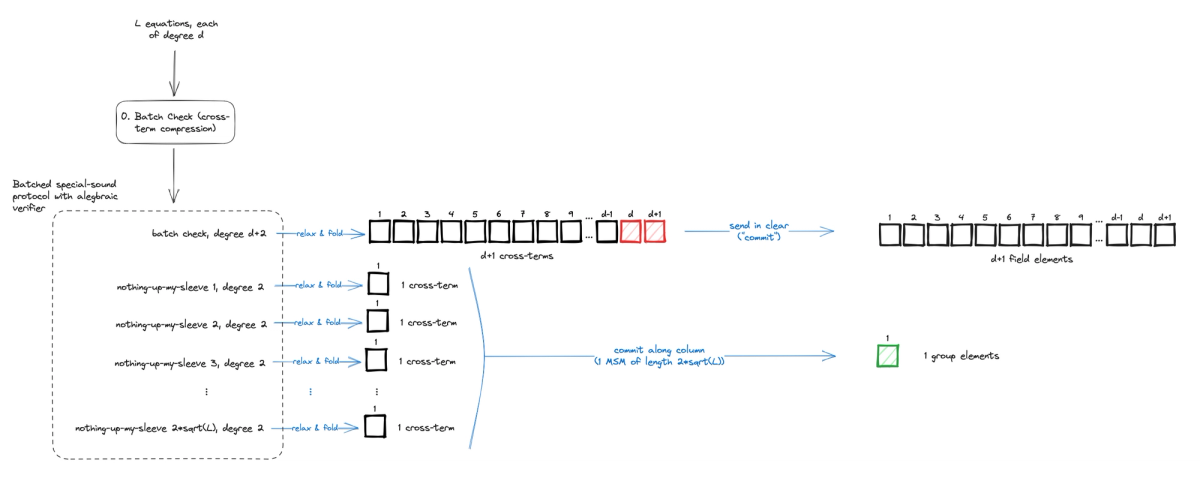 L equations, each
of degree d
0. Batch Check (cross-
term compression)
Batched special-sound
protocol with alegbraic
verifier
batch check, degree d+2
relax & fold
1 2 3 4 5 6 7 8 9 ... d-1 d d+1
...
d+1 cross-terms
send in clear
("commit")
1 2 3 4 5 6 7 8 9 ... d-1 d d+1
...
d+1 field elements
nothing-up-my-sleeve 1, degree 2
relax & fold
1
1 cross-term
nothing-up-my-sleeve 2, degree 2
relax & fold
1
1 cross-term
nothing-up-my-sleeve 3, degree 2
relax & fold
1
1 cross-term
commit along column
(1 MSM of length 2*sqrt(L))
1
1 group elements
⋮ ⋮ ⋮
nothing-up-my-sleeve 2*sqrt(L), degree 2
relax & fold
1
1 cross-term